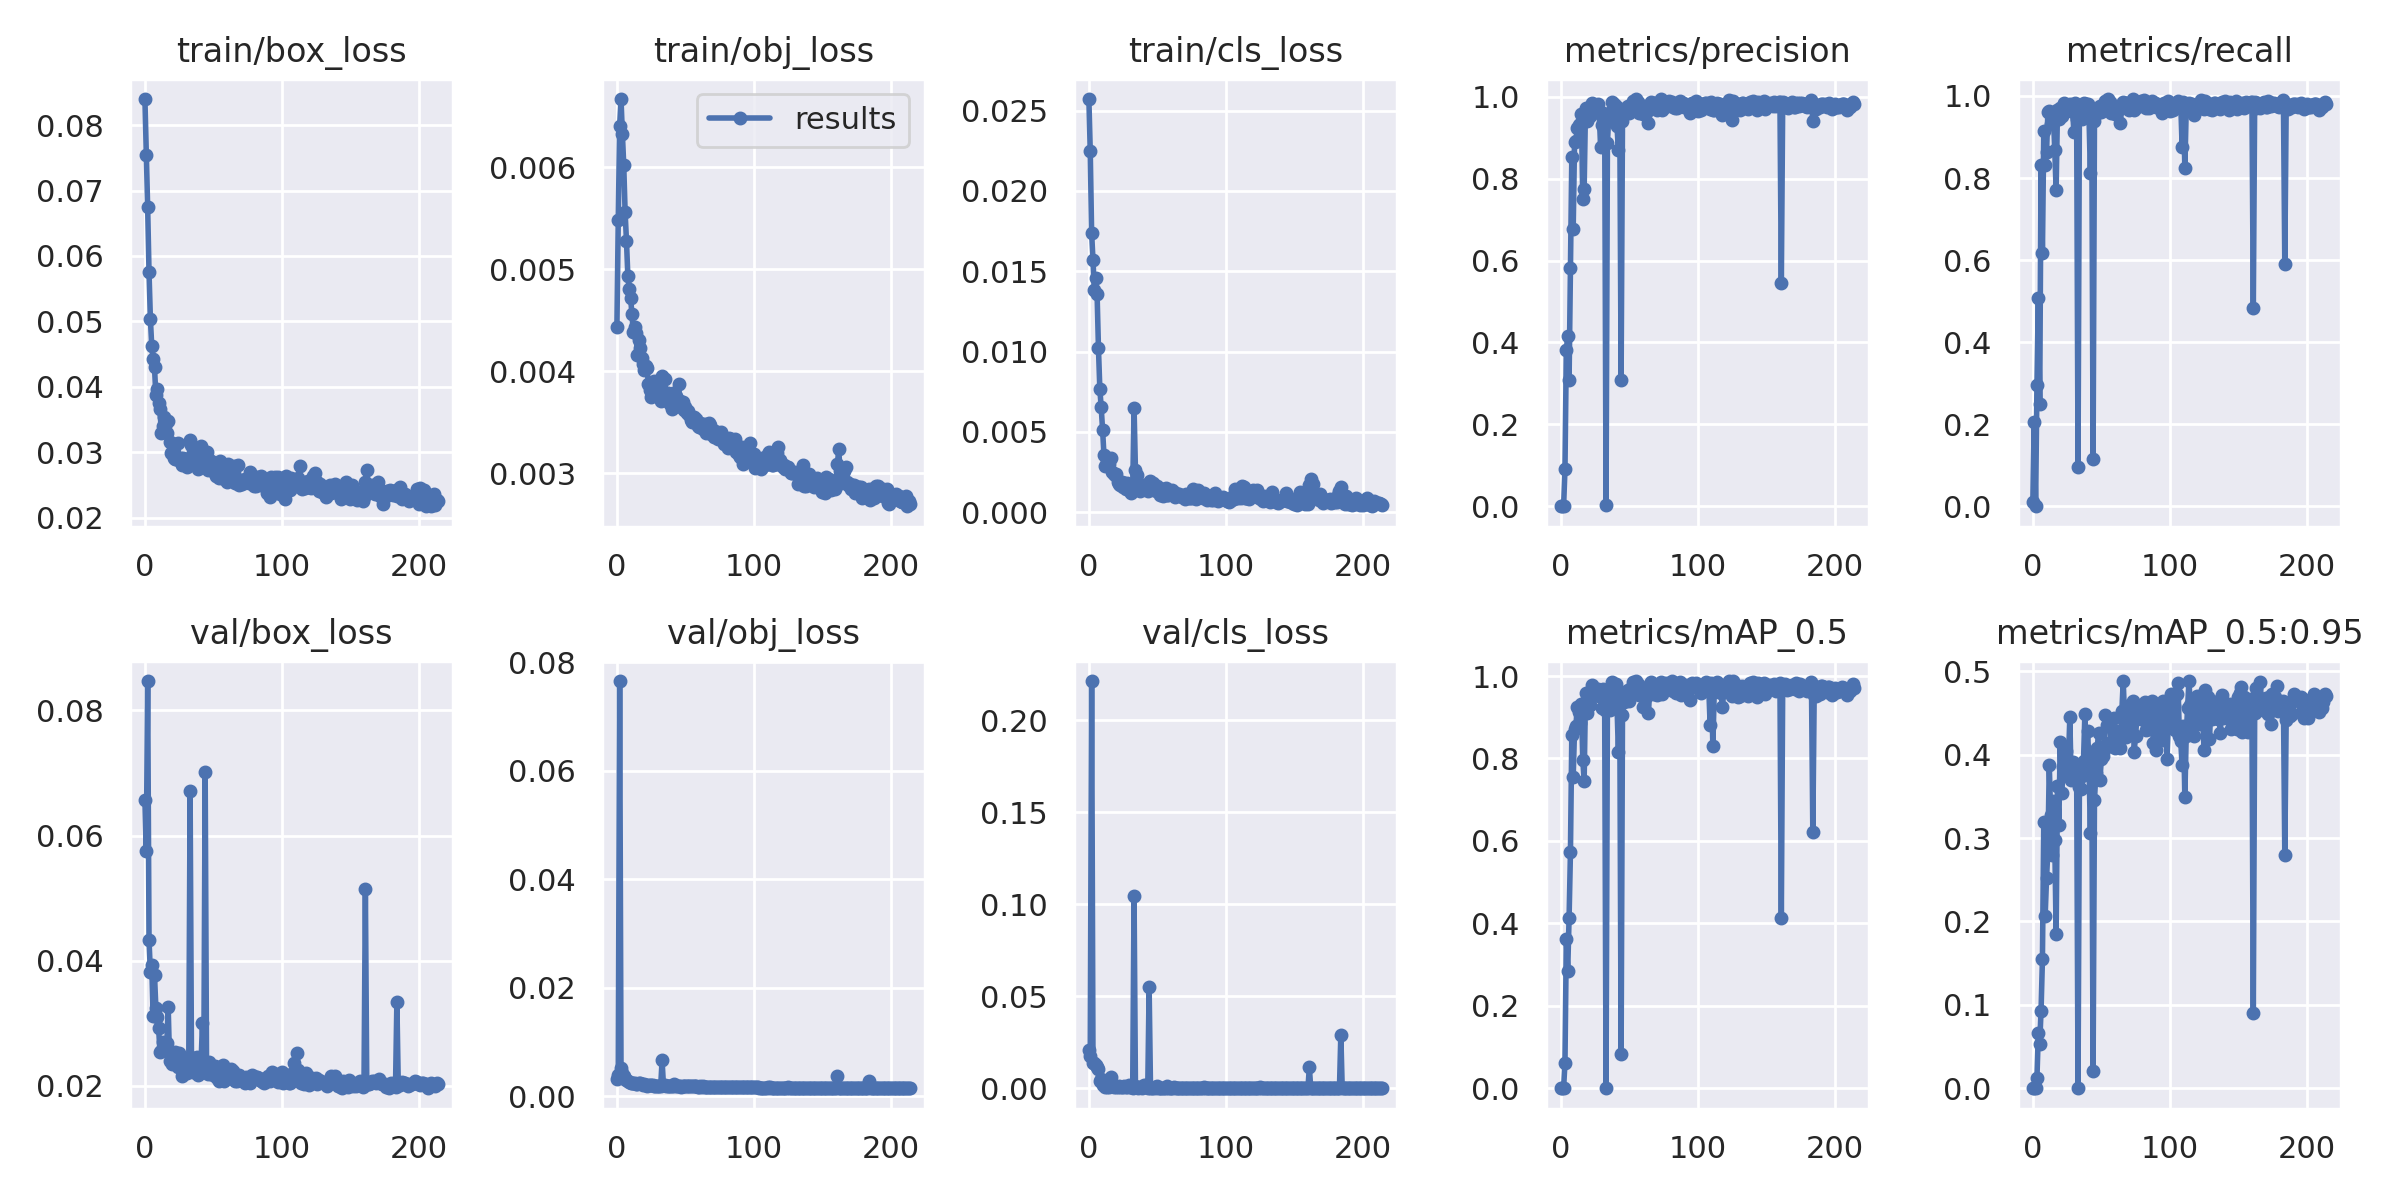 train/box_loss
0.08
0.07
0.06
0.05
0.04
0.03
0.02
0 100 200
train/obj_loss
results
0.006
0.005
0.004
0.003
0 100 200
train/cls_loss
0.025
0.020
0.015
0.010
0.005
0.000
0 100 200
metrics/precision
1.0
0.8
0.6
0.4
0.2
0.0
0 100 200
metrics/recall
1.0
0.8
0.6
0.4
0.2
0.0
0 100 200
val/box_loss
0.08
0.06
0.04
0.02
0 100 200
val/obj_loss
0.08
0.06
0.04
0.02
0.00
0 100 200
val/cls_loss
0.20
0.15
0.10
0.05
0.00
0 100 200
metrics/mAP_0.5
1.0
0.8
0.6
0.4
0.2
0.0
0 100 200
metrics/mAP_0.5:0.95
0.5
0.4
0.3
0.2
0.1
0.0
0 100 200